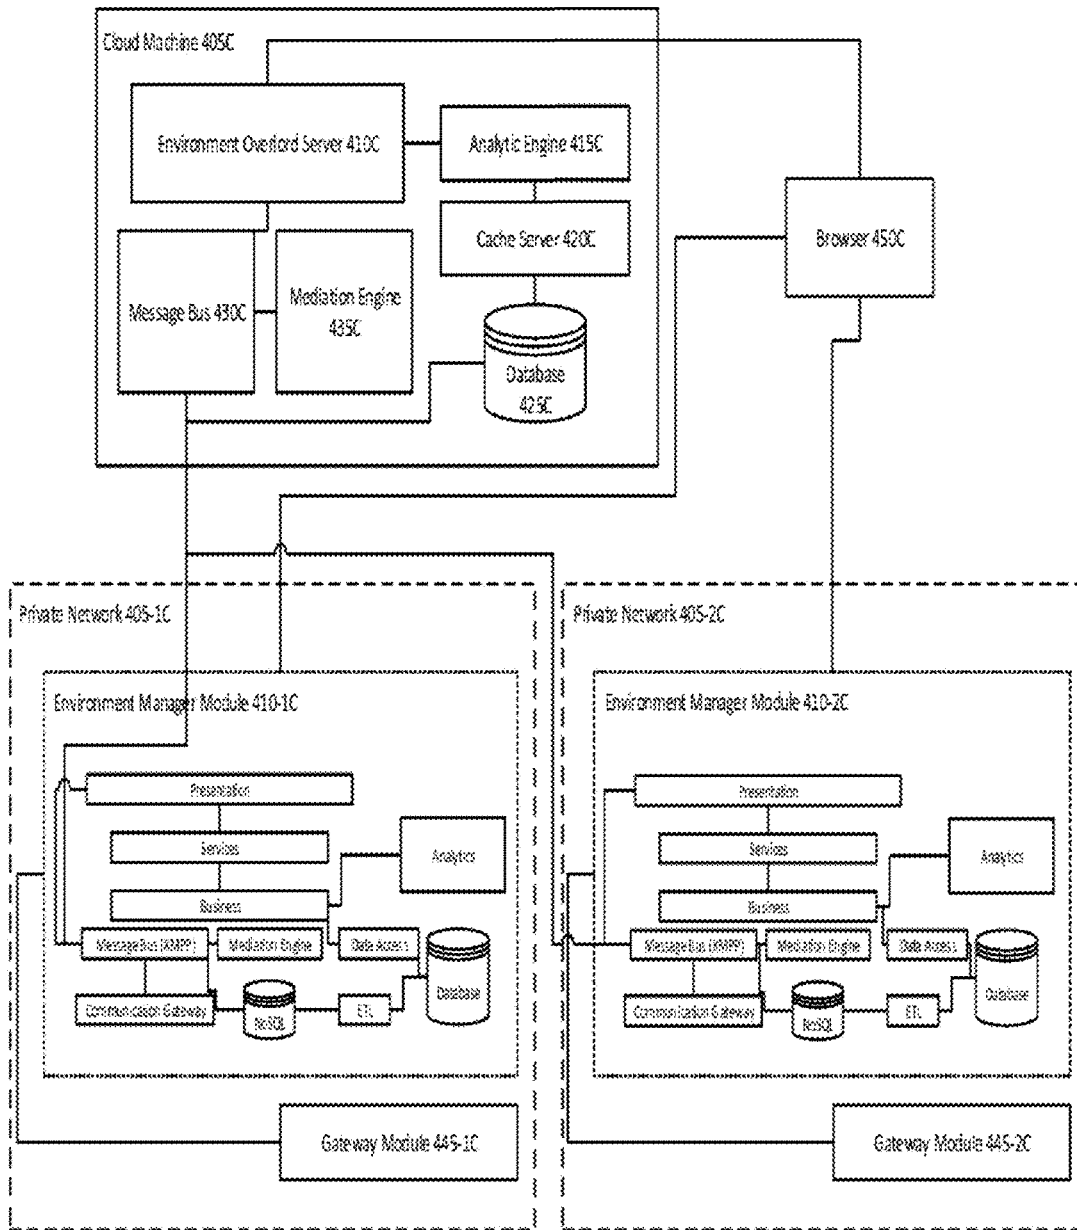 Cloud Machine 405C
Environment Overlord Server 410C
Analytic Engine 415C
Cache Server 420C
Browser 450C
Message Bus 430C
Mediation Engine
435C
Database
425C
Private Network 405-1C
Environment Manager Module 410-1C
Presentation
Services
Analytics
Business
Message Bus (XMPP)
Mediation Engine
Data Access
Database
Communication Gateway
NoSQL
ETL
Gateway Module 445-1C
Private Network 405-2C
Environment Manager Module 410-2C
Presentation
Services
Analytics
Business
Message Bus (XMPP)
Mediation Engine
Data Access
Database
Communication Gateway
NoSQL
ETL
Gateway Module 445-2C